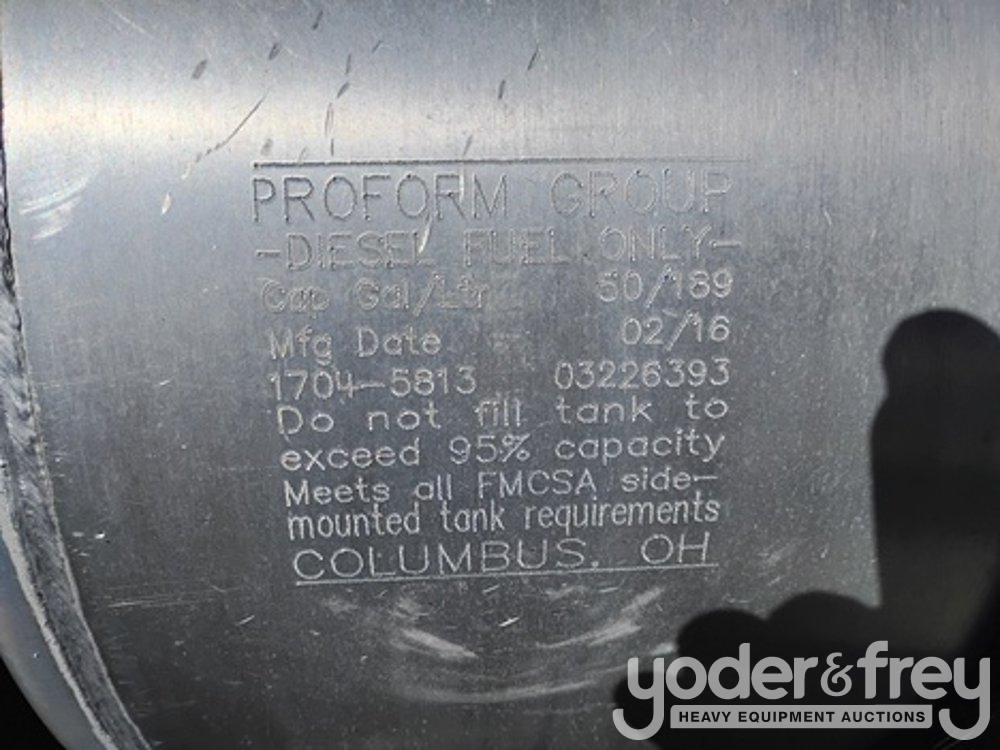 PROFORM GROUP
-DIESEL FUEL ONLY-
Cap Gal/Ltr 50/189
Mfg Date 02/16
1704-5813 03226393
Do not fill tank to
exceed 95% capacity
Meets all FMCSA side-
mounted tank requirements
COLUMBUS, OH
yoder&frey
HEAVY EQUIPMENT AUCTIONS